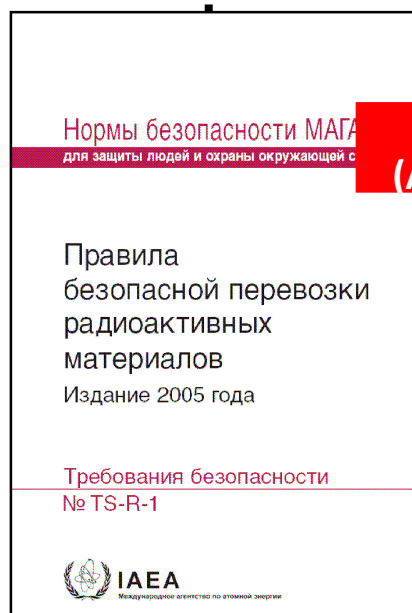 Нормы безопасности МАГА
для защиты людей и охраны окружающей с
(
Правила
безопасной перевозки
радиоактивных
материалов
Издание 2005 года
Требования безопасности
№ TS-R-1
IAEA
Международное агентство по атомной энергии